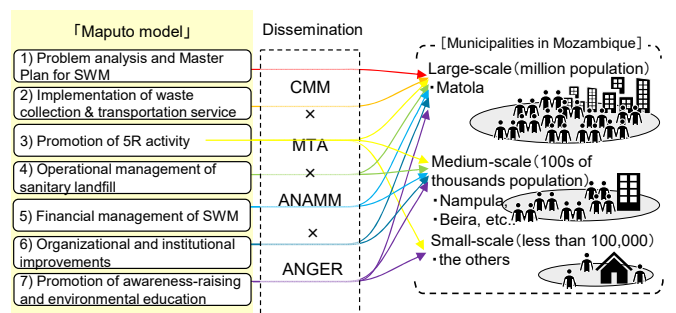 「Maputo model」
1) Problem analysis and Master
Plan for SWM
2) Implementation of waste
collection & transportation service
3) Promotion of 5R activity
4) Operational management of
sanitary landfill
5) Financial management of SWM
6) Organizational and institutional
improvements
7) Promotion of awareness-raising
and environmental education
Dissemination
CMM
×
MTA
×
ANAMM
×
ANGER
[Municipalities in Mozambique]
Large-scale(million population)
・Matola
Medium-scale(100s of
thousands population)
・Nampula,
・Beira, etc..
Small-scale(less than 100,000)
・the others